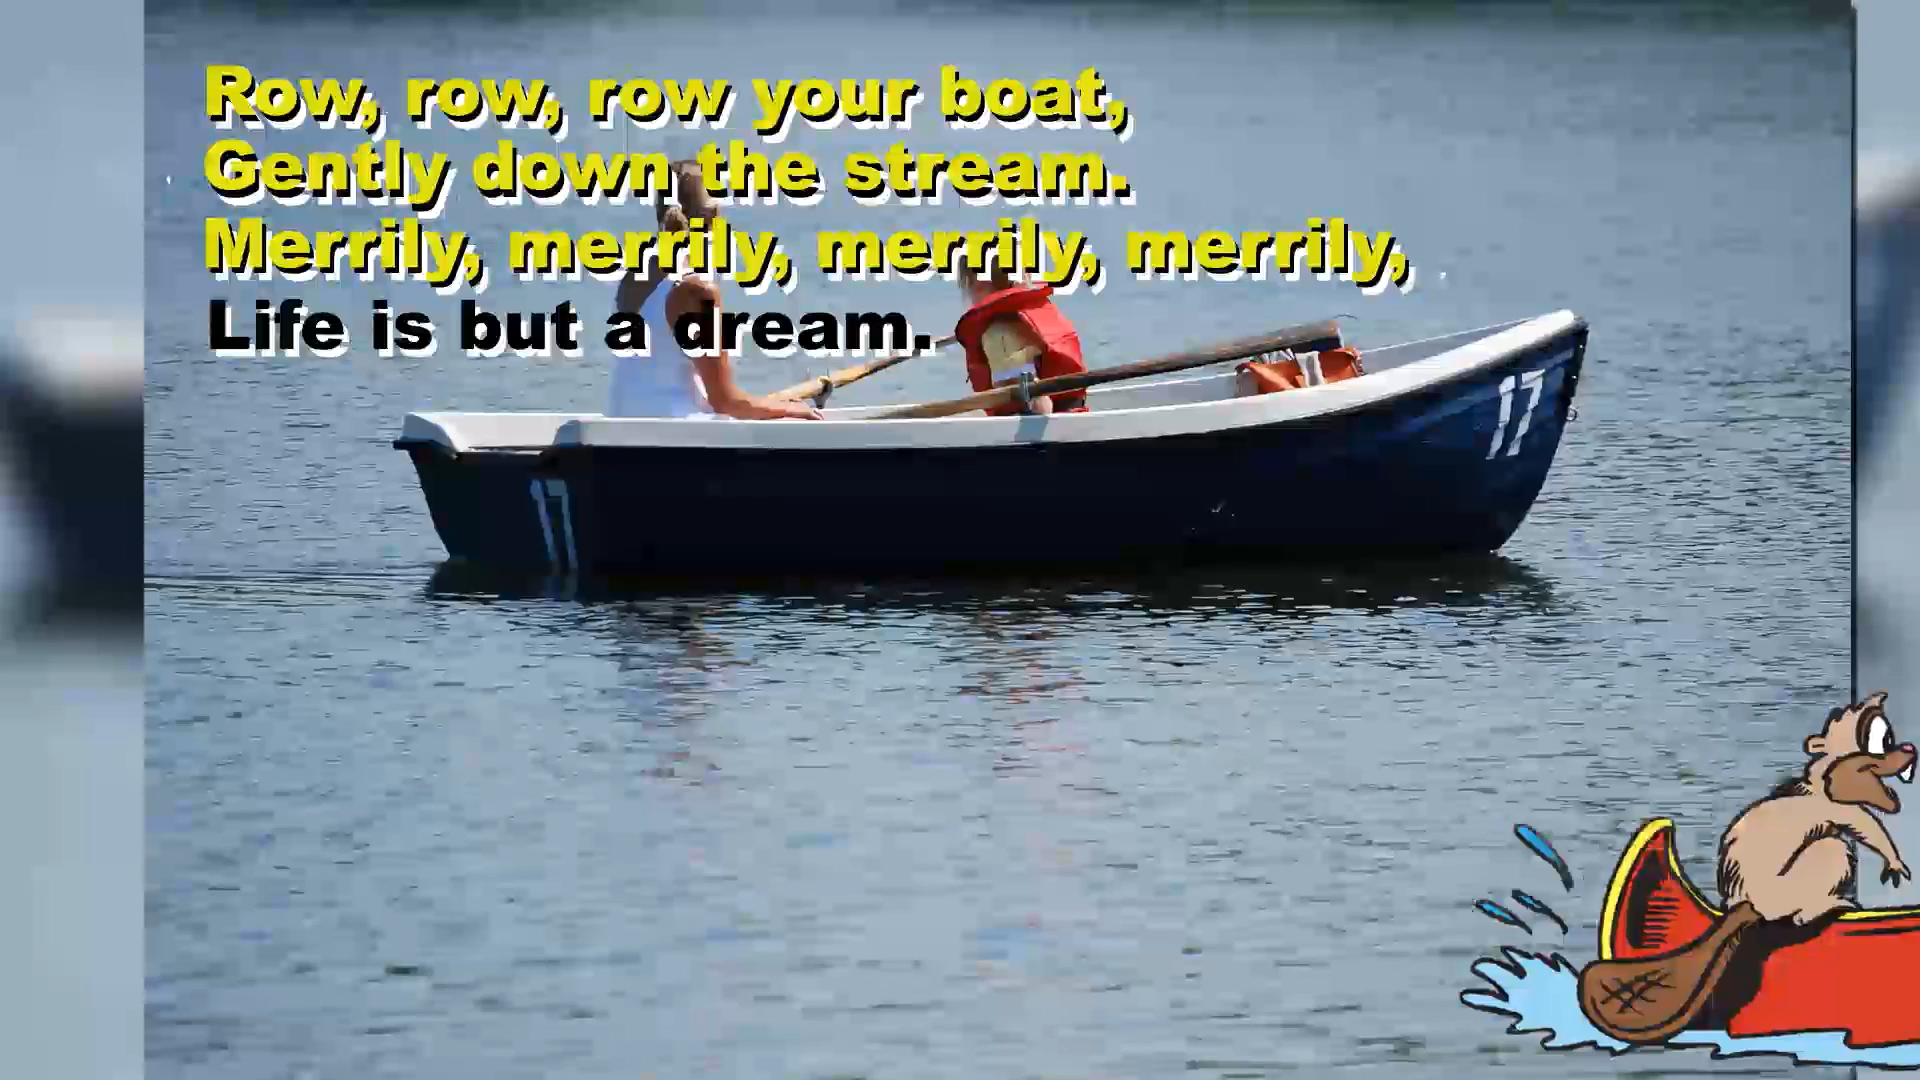 Row, row, row your boat,
Gently down the stream.
Merrily, merrily, merrily, merrily,
Life is but a dream.
17
17